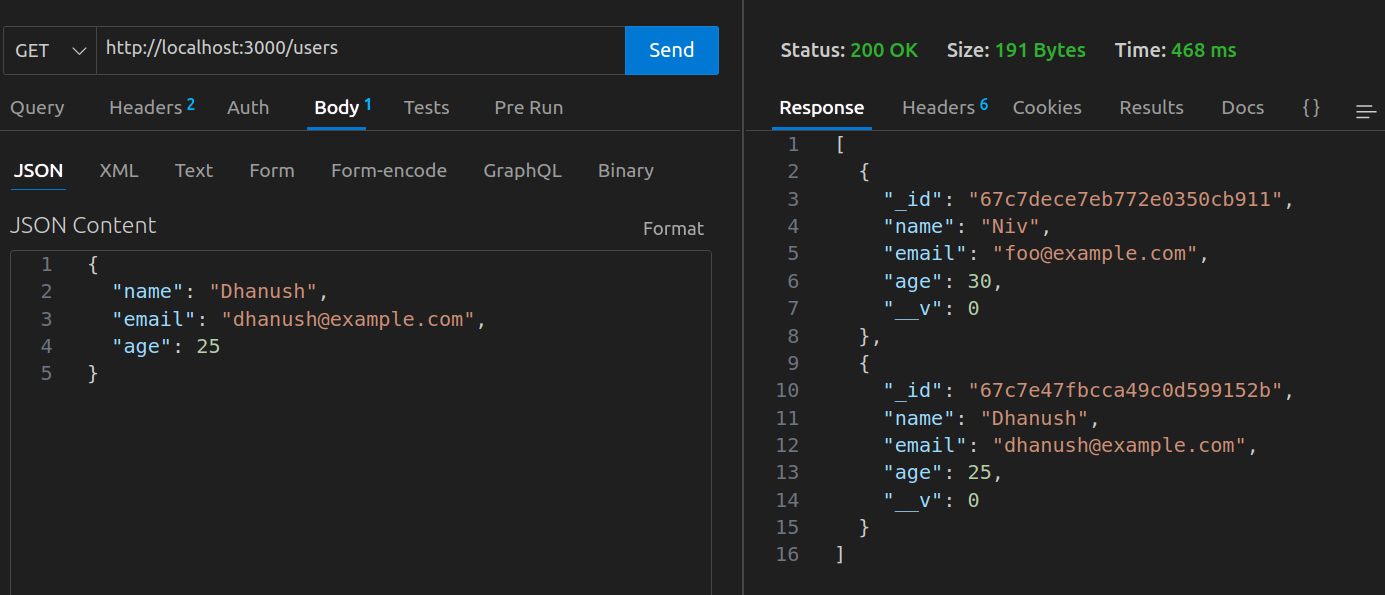 GET http://localhost:3000/users Send
Query Headers 2 Auth Body 1 Tests Pre Run
JSON XML Text Form Form-encode GraphQL Binary
JSON Content Format
1 {
2 "name": "Dhanush",
3 "email": "dhanush@example.com",
4 "age": 25
5 }
Status: 200 OK Size: 191 Bytes Time: 468 ms
Response Headers 6 Cookies Results Docs {}
1 [
2 {
3 "_id": "67c7dece7eb772e0350cb911",
4 "name": "Niv",
5 "email": "foo@example.com",
6 "age": 30,
7 "__v": 0
8 },
9 {
10 "_id": "67c7e47fbcca49c0d599152b",
11 "name": "Dhanush",
12 "email": "dhanush@example.com",
13 "age": 25,
14 "__v": 0
15 }
16 ]